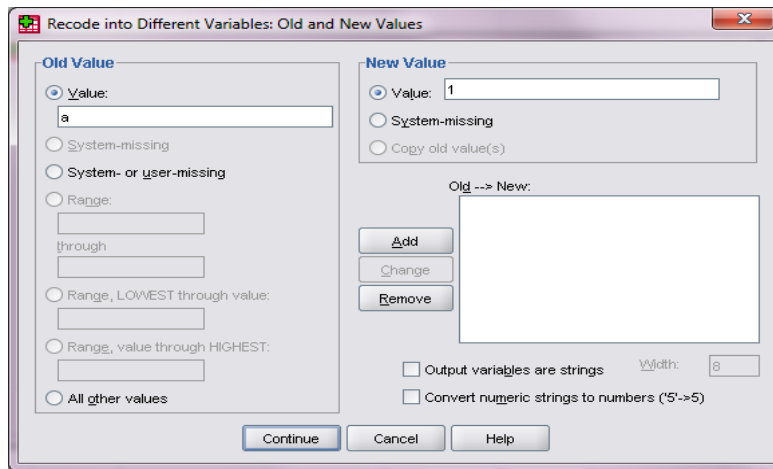 Recode into Different Variables: Old and New Values
Old Value
Value:
a
System-missing
System- or user-missing
Range:
through
Range, LOWEST through value:
Range, value through HIGHEST:
All other values
New Value
Value: 1
System-missing
Copy old value(s)
Old --> New:
Add
Change
Remove
Output variables are strings Width: 8
Convert numeric strings to numbers ('5'->5)
Continue Cancel Help